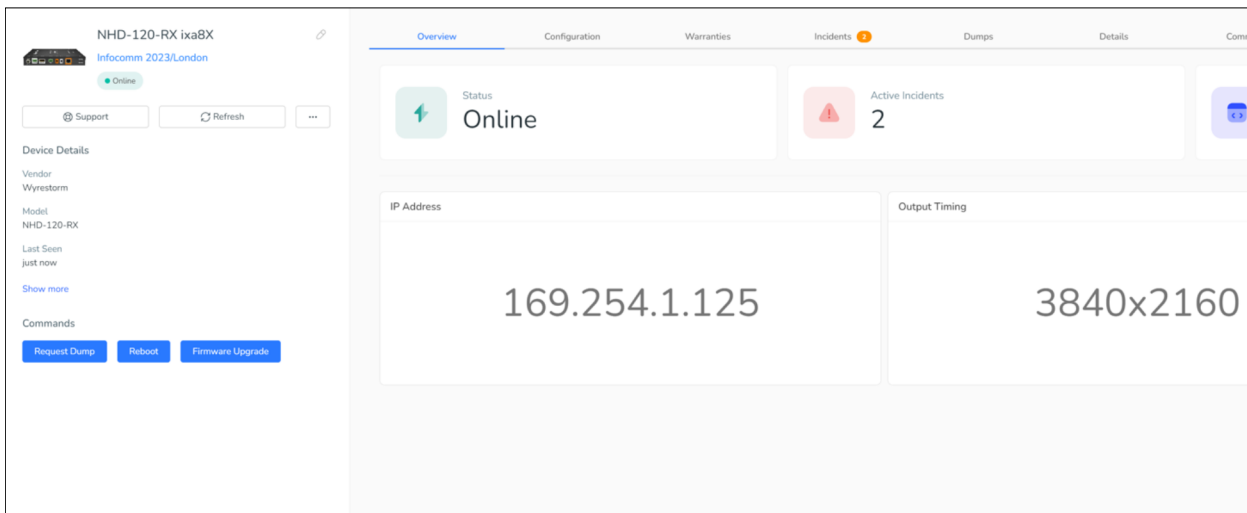 NHD-120-RX ixa8X
Infocomm 2023/London
Online
Support
Refresh
...
Device Details
Vendor
Wyrestorm
Model
NHD-120-RX
Last Seen
just now
Show more
Commands
Request Dump
Reboot
Firmware Upgrade
Overview
Configuration
Warranties
Incidents 2
Dumps
Details
Status
Online
Active Incidents
2
IP Address
169.254.1.125
Output Timing
3840x2160